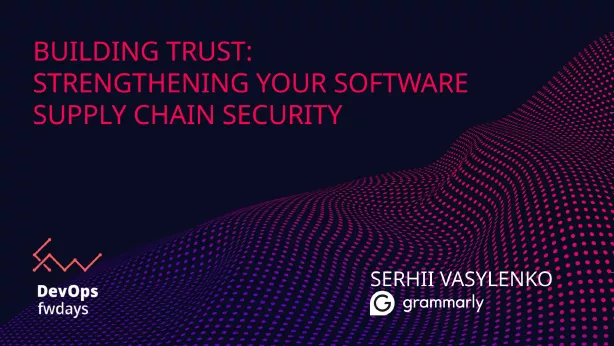 BUILDING TRUST:
STRENGTHENING YOUR SOFTWARE
SUPPLY CHAIN SECURITY
SERHII VASYLENKO
G grammarly
DevOps
fwdays